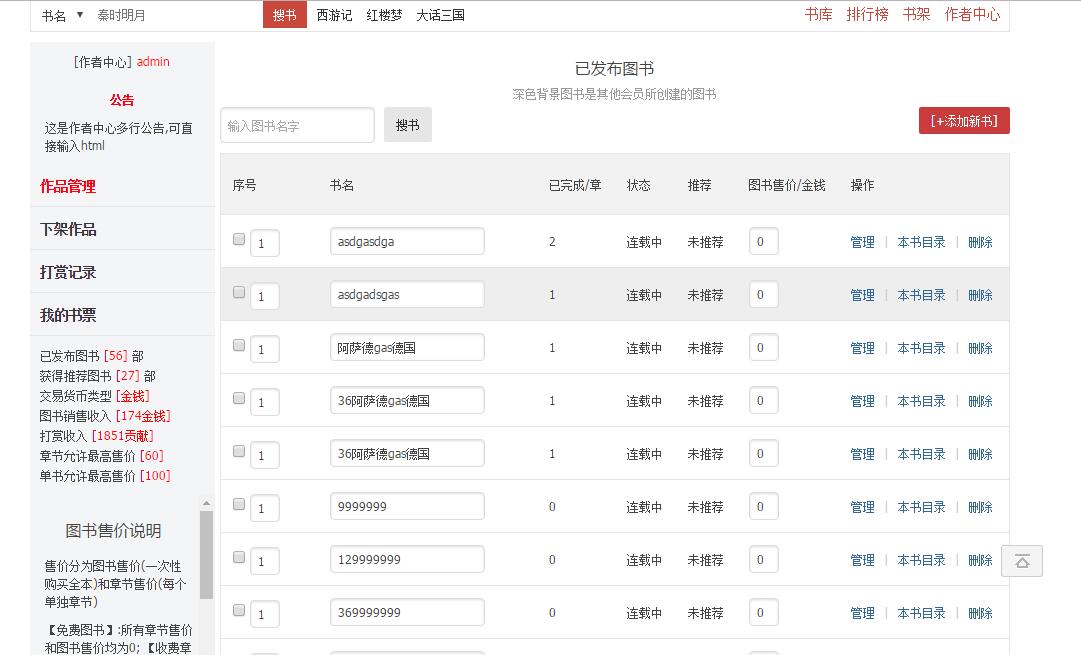 书名 ▼ 秦时明月 搜书 西游记 红楼梦 大话三国 书库 排行榜 书架 作者中心
[作者中心] admin
公告
这是作者中心多行公告,可直
接输入html
作品管理
下架作品
打赏记录
我的书票
已发布图书 [56] 部
获得推荐图书 [27] 部
交易货币类型 [金钱]
图书销售收入 [174金钱]
打赏收入 [1851贡献]
章节允许最高售价 [60]
单书允许最高售价 [100]
图书售价说明
售价分为图书售价(一次性
购买全本)和章节售价(每个
单独章节)
【免费图书】:所有章节售价
和图书售价均为0;【收费章
已发布图书
深色背景图书是其他会员所创建的图书
输入图书名字 搜书 [+添加新书]
序号 书名 已完成/章 状态 推荐 图书售价/金钱 操作
1 asdgasdga 2 连载中 未推荐 0 管理 | 本书目录 | 删除
1 asdgadsgas 1 连载中 未推荐 0 管理 | 本书目录 | 删除
1 阿萨德gas德国 1 连载中 未推荐 0 管理 | 本书目录 | 删除
1 36阿萨德gas德国 1 连载中 未推荐 0 管理 | 本书目录 | 删除
1 36阿萨德gas德国 1 连载中 未推荐 0 管理 | 本书目录 | 删除
1 9999999 0 连载中 未推荐 0 管理 | 本书目录 | 删除
1 129999999 0 连载中 未推荐 0 管理 | 本书目录 | 删除
1 369999999 0 连载中 未推荐 0 管理 | 本书目录 | 删除